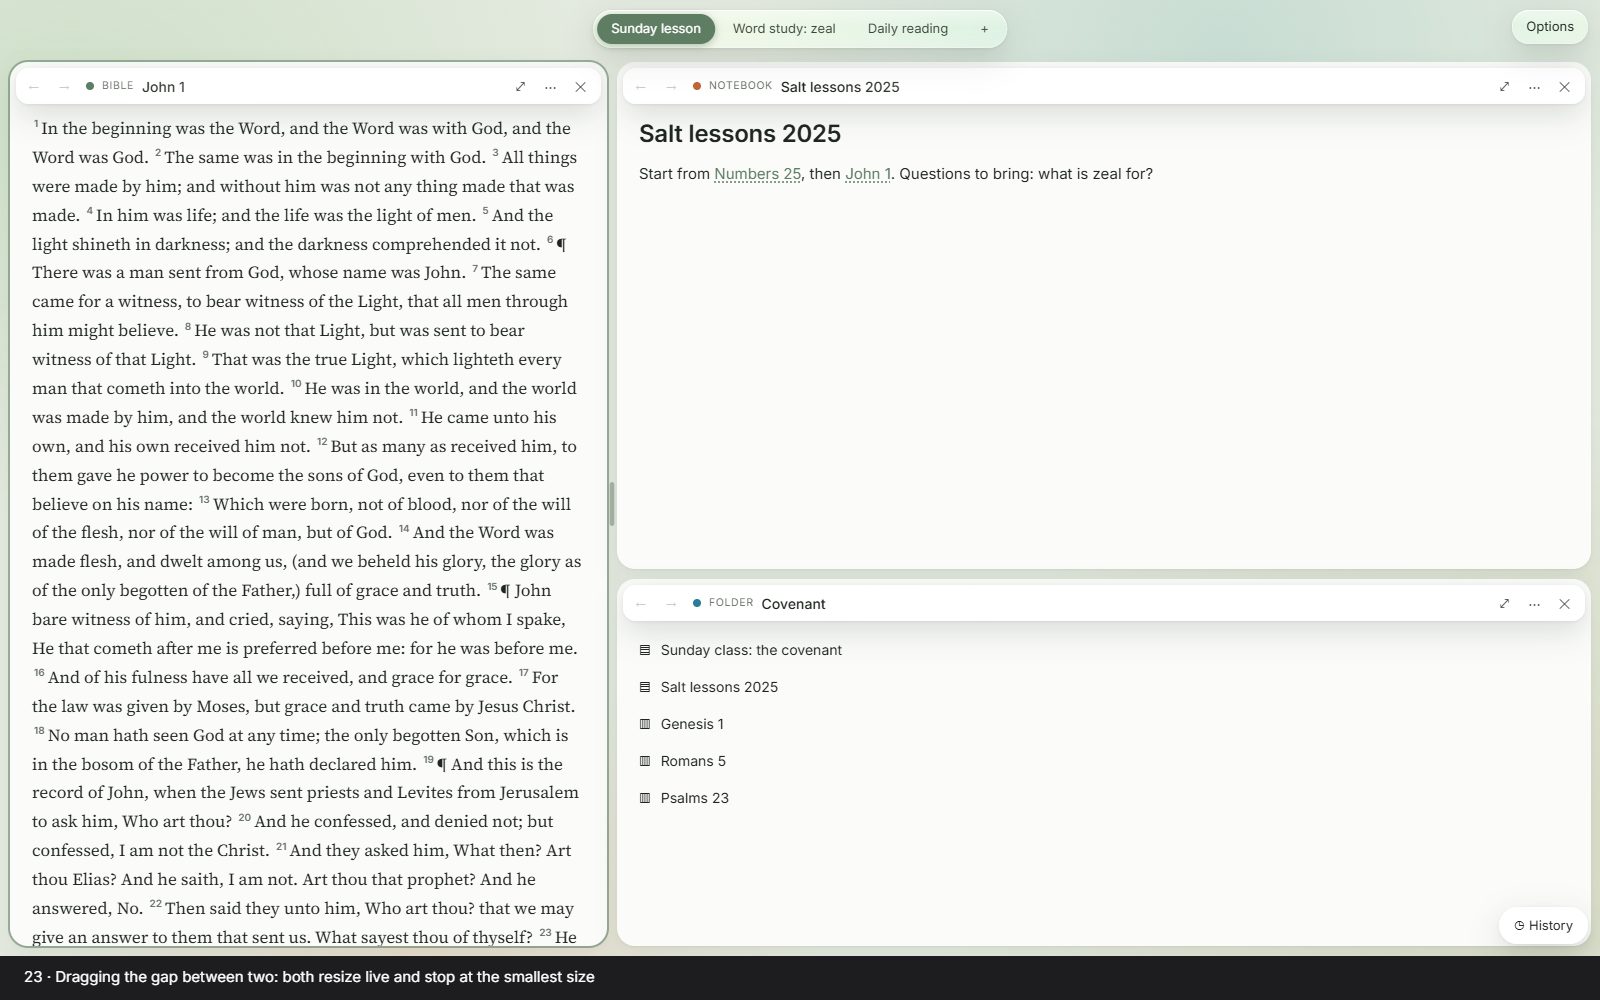 Sunday lesson Word study: zeal Daily reading +
Options
← → BIBLE John 1
1 In the beginning was the Word, and the Word was with God, and the
Word was God. 2 The same was in the beginning with God. 3 All things
were made by him; and without him was not any thing made that was
made. 4 In him was life; and the life was the light of men. 5 And the
light shineth in darkness; and the darkness comprehended it not. 6 ¶
There was a man sent from God, whose name was John. 7 The same
came for a witness, to bear witness of the Light, that all men through
him might believe. 8 He was not that Light, but was sent to bear
witness of that Light. 9 That was the true Light, which lighteth every
man that cometh into the world. 10 He was in the world, and the world
was made by him, and the world knew him not. 11 He came unto his
own, and his own received him not. 12 But as many as received him, to
them gave he power to become the sons of God, even to them that
believe on his name: 13 Which were born, not of blood, nor of the will
of the flesh, nor of the will of man, but of God. 14 And the Word was
made flesh, and dwelt among us, (and we beheld his glory, the glory as
of the only begotten of the Father,) full of grace and truth. 15 ¶ John
bare witness of him, and cried, saying, This was he of whom I spake,
He that cometh after me is preferred before me: for he was before me.
16 And of his fulness have all we received, and grace for grace. 17 For
the law was given by Moses, but grace and truth came by Jesus Christ.
18 No man hath seen God at any time; the only begotten Son, which is
in the bosom of the Father, he hath declared him. 19 ¶ And this is the
record of John, when the Jews sent priests and Levites from Jerusalem
to ask him, Who art thou? 20 And he confessed, and denied not; but
confessed, I am not the Christ. 21 And they asked him, What then? Art
thou Elias? And he saith, I am not. Art thou that prophet? And he
answered, No. 22 Then said they unto him, Who art thou? that we may
give an answer to them that sent us. What sayest thou of thyself? 23 He
← → NOTEBOOK Salt lessons 2025
Salt lessons 2025
Start from Numbers 25, then John 1. Questions to bring: what is zeal for?
← → FOLDER Covenant
Sunday class: the covenant
Salt lessons 2025
Genesis 1
Romans 5
Psalms 23
History
23 · Dragging the gap between two: both resize live and stop at the smallest size